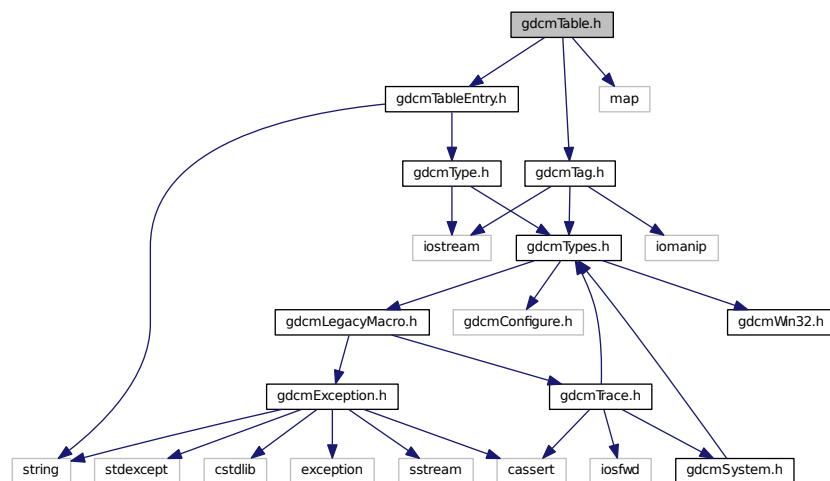 gdcmTable.h
gdcmTableEntry.h
map
gdcmType.h
gdcmTag.h
iostream
gdcmTypes.h
iomanip
gdcmLegacyMacro.h
gdcmConfigure.h
gdcmWin32.h
gdcmException.h
gdcmTrace.h
string
stdexcept
cstdlib
exception
sstream
cassert
iosfwd
gdcmSystem.h